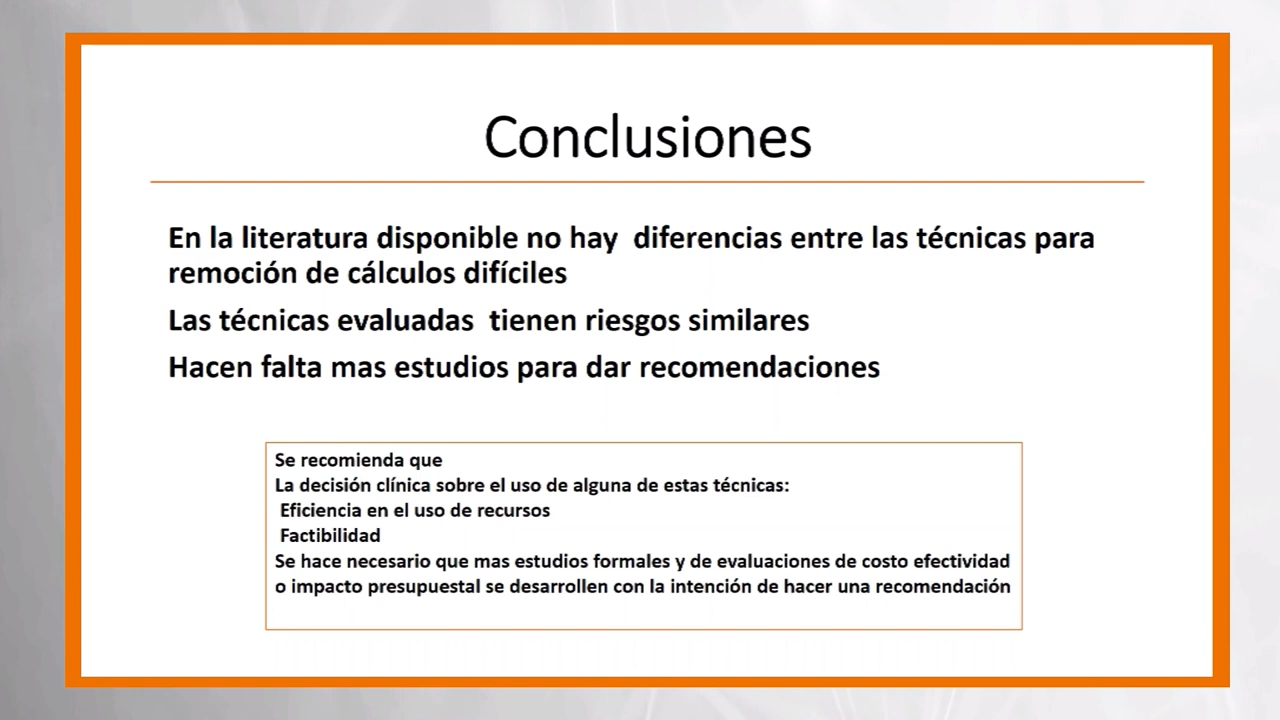 Conclusiones
En la literatura disponible no hay  diferencias entre las técnicas para
remoción de cálculos difíciles
Las técnicas evaluadas  tienen riesgos similares
Hacen falta mas estudios para dar recomendaciones
Se recomienda que
La decisión clínica sobre el uso de alguna de estas técnicas:
Eficiencia en el uso de recursos
Factibilidad
Se hace necesario que mas estudios formales y de evaluaciones de costo efectividad
o impacto presupuestal se desarrollen con la intención de hacer una recomendación